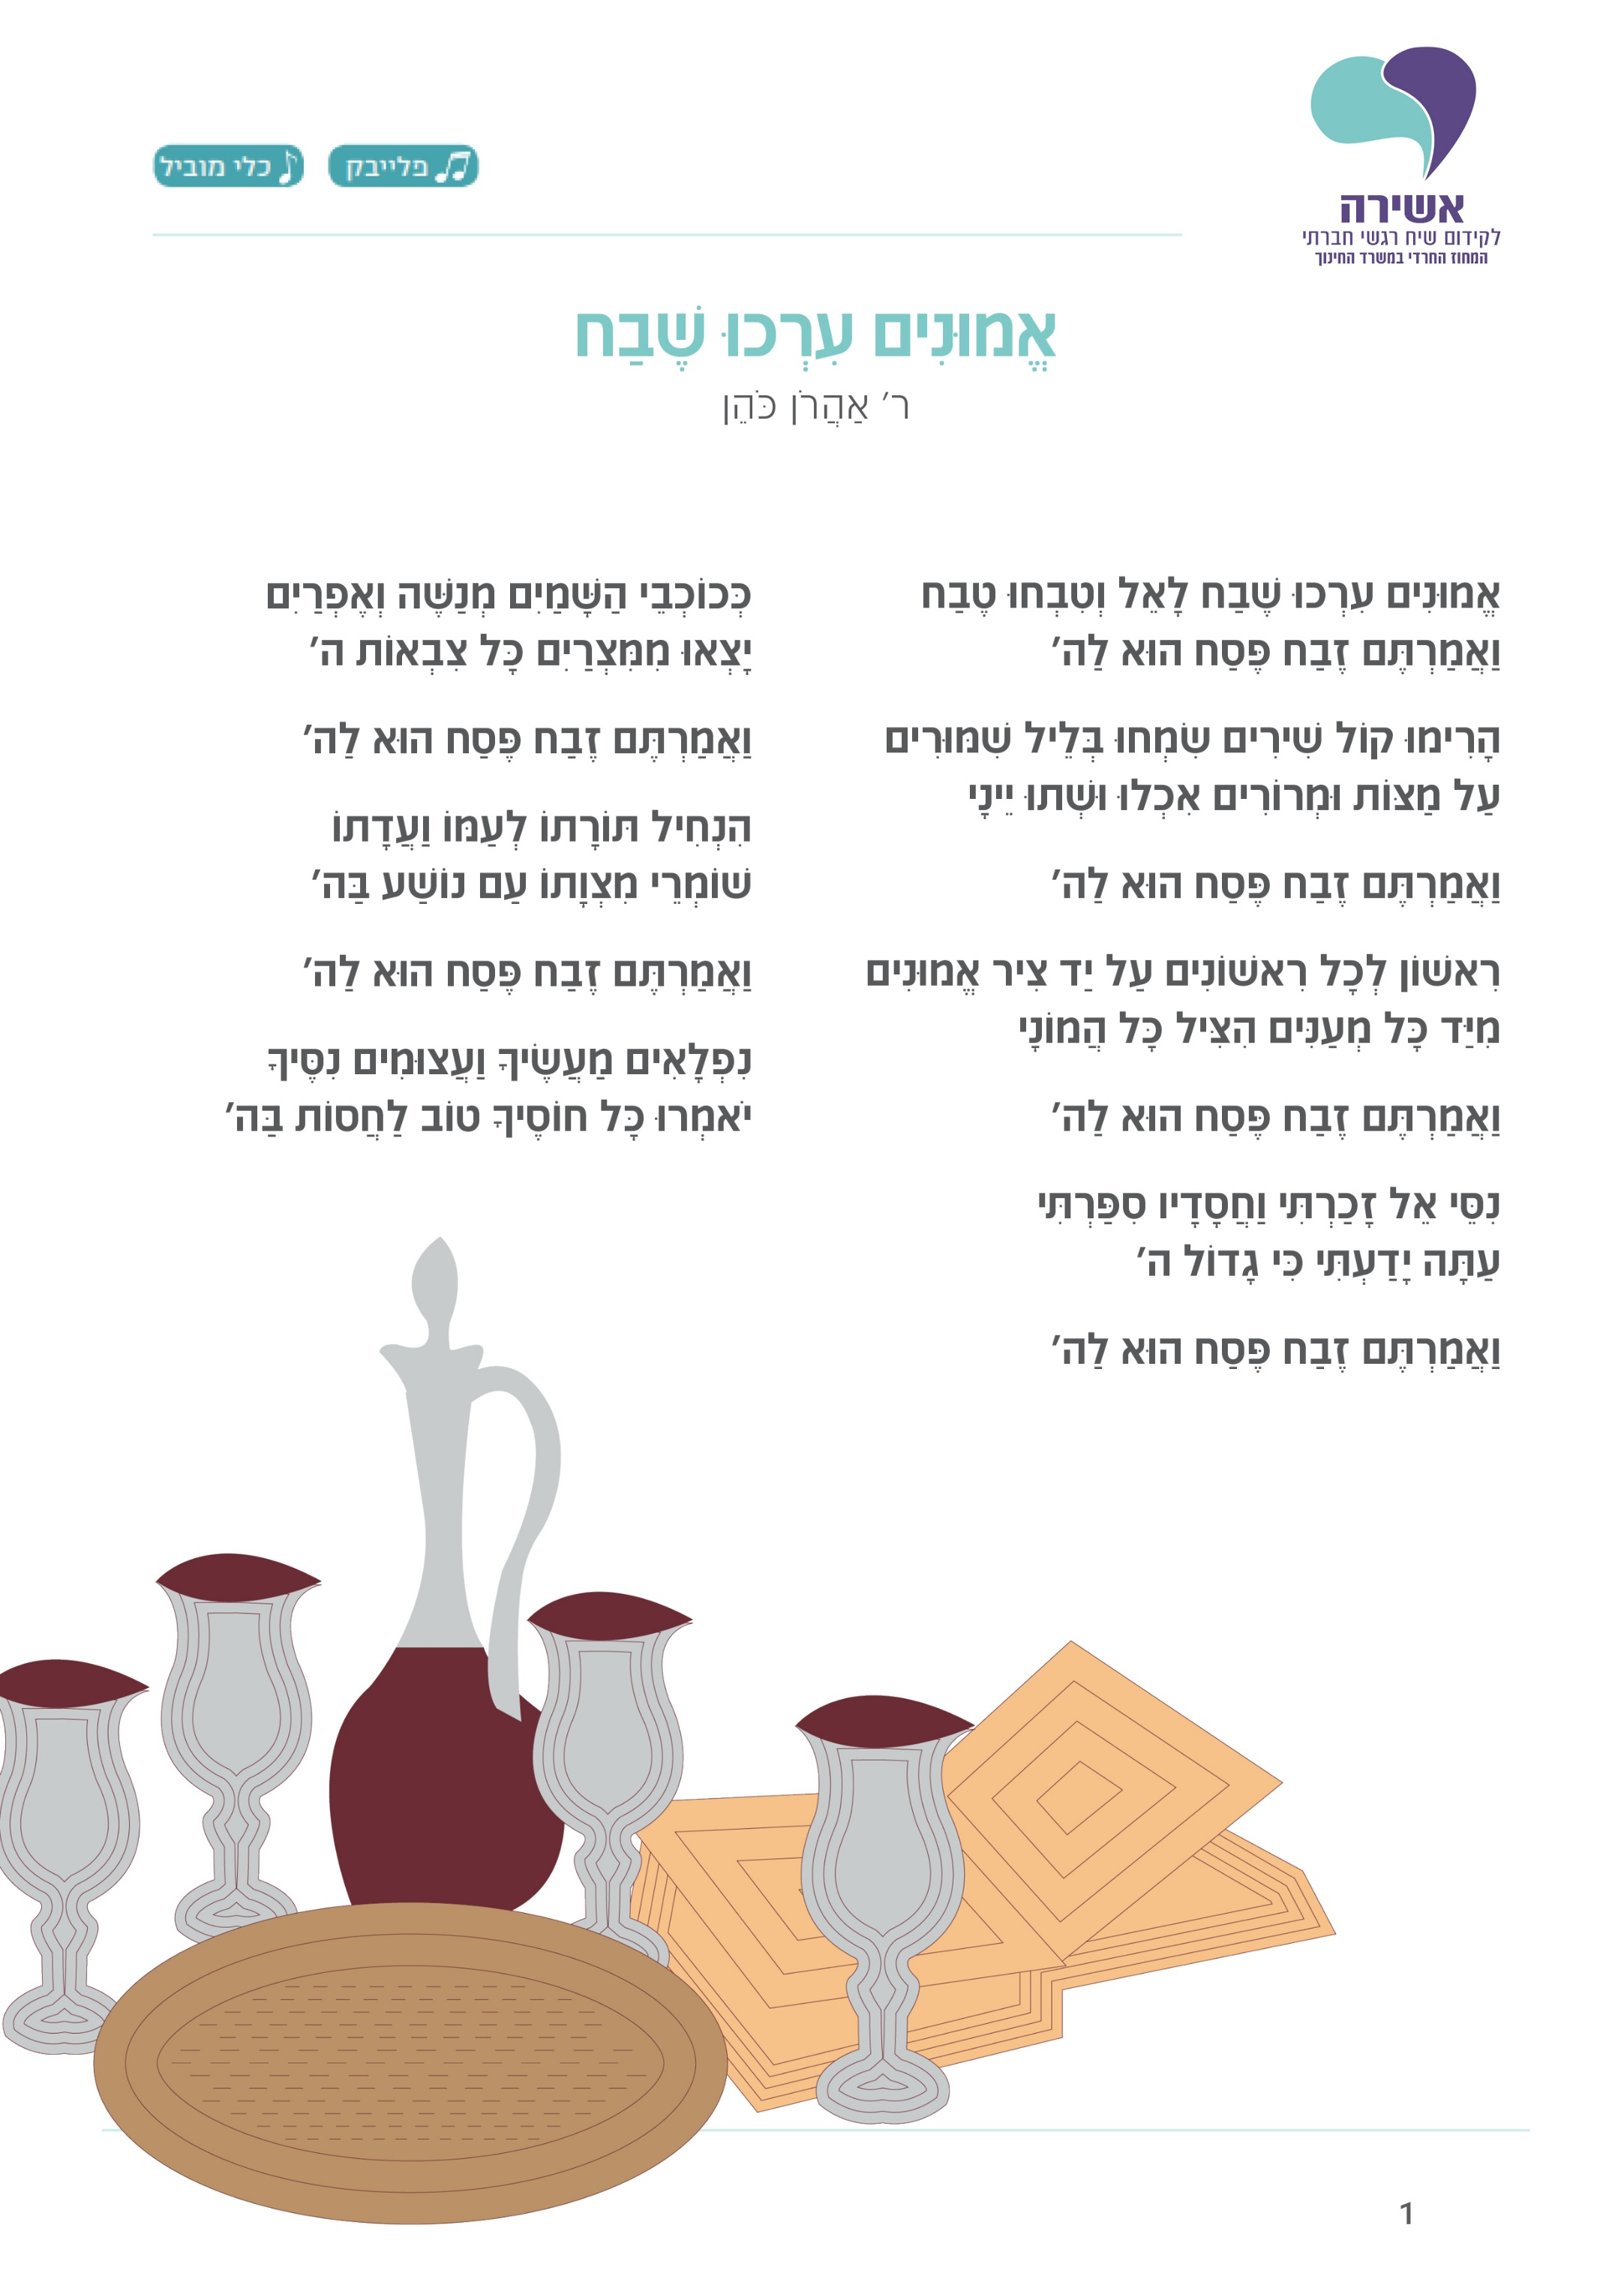 אשירה
לקידום שיח רגשי חברתי
המחוז החרדי במשרד החינוך
פלייבק
כלי מוביל
אֱמוּנִים עִרְכוּ שֶׁבַח
ר' אַהֲרֹן כֹּהֵן
אֱמוּנִים עִרְכוּ שֶׁבַח לָאֵל וְטִבְחוּ טֶבַח
וַאֲמַרְתֶּם זֶבַח פֶּסַח הוּא לַה'
הָרִימוּ קוֹל שִׁירִים שִׂמְחוּ בְּלֵיל שִׁמּוּרִים
עַל מַצּוֹת וּמְרוֹרִים אִכְלוּ וּשְׁתוּ יֵינָי
וַאֲמַרְתֶּם זֶבַח פֶּסַח הוּא לַה'
רִאשׁוֹן לְכָל רִאשׁוֹנִים עַל יַד צִיר אֱמוּנִים
מִיַּד כָּל מְעַנִּים הִצִּיל כָּל הֲמוֹנָי
וַאֲמַרְתֶּם זֶבַח פֶּסַח הוּא לַה'
נִסֵּי אֵל זָכַרְתִּי וַחֲסָדָיו סִפַּרְתִּי
עַתָּה יָדַעְתִּי כִּי גָּדוֹל ה'
וַאֲמַרְתֶּם זֶבַח פֶּסַח הוּא לַה'
כְּכוֹכְבֵי הַשָּׁמַיִם מְנַשֶּׁה וְאֶפְרַיִם
יָצְאוּ מִמִּצְרַיִם כָּל צִבְאוֹת ה'
וַאֲמַרְתֶּם זֶבַח פֶּסַח הוּא לַה'
הִנְחִיל תּוֹרָתוֹ לְעַמּוֹ וַעֲדָתוֹ
שׁוֹמְרֵי מִצְוָתוֹ עַם נוֹשַׁע בַּה'
וַאֲמַרְתֶּם זֶבַח פֶּסַח הוּא לַה'
נִפְלָאִים מַעֲשֶׂיךָ וַעֲצוּמִים נִסֶּיךָ
יֹאמְרוּ כָּל חוֹסֶיךָ טוֹב לַחֲסוֹת בַּה'
1